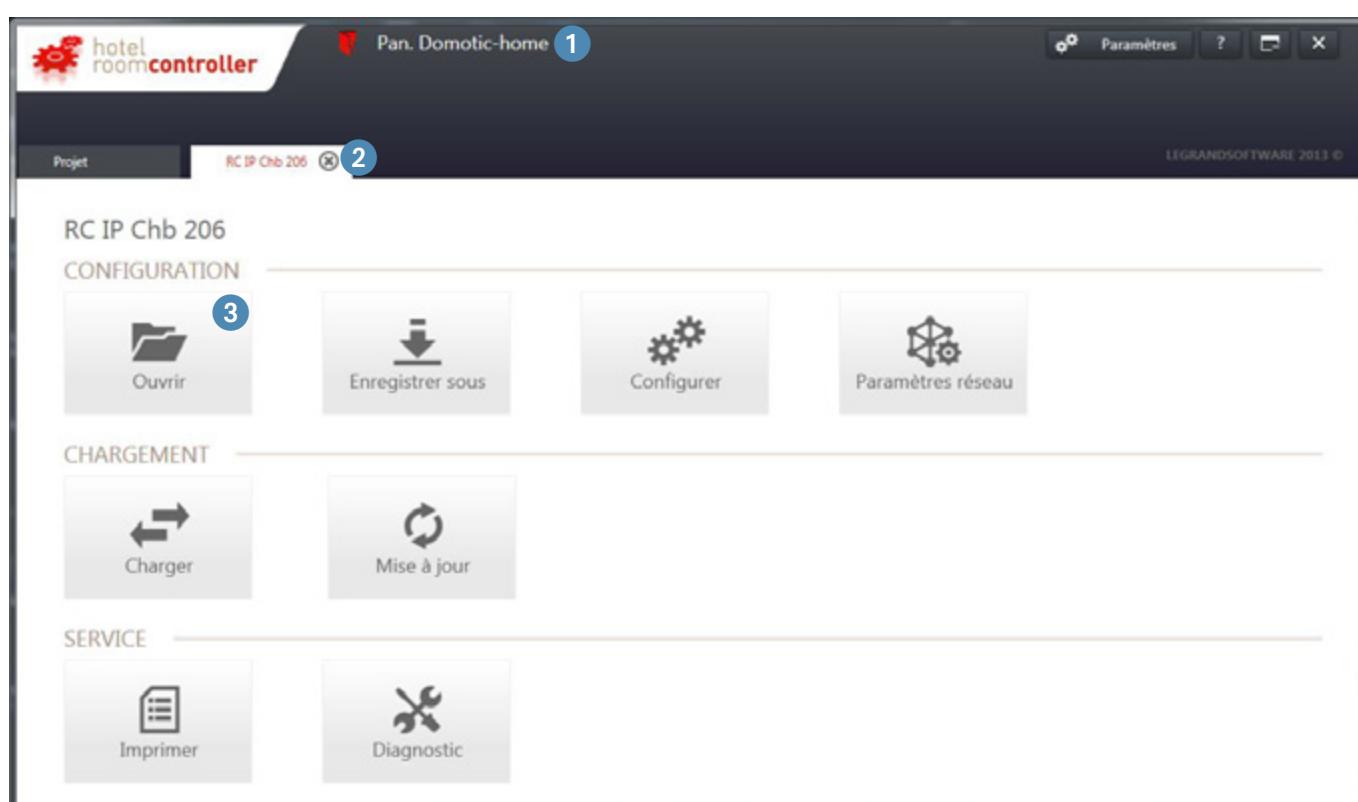 hotel
roomcontroller
Pan. Domotic-home 1
Paramètres ?
Projet
RC IP Chb 206 2
LEGRANDSOFTWARE 2013 ©
RC IP Chb 206
CONFIGURATION
3
Ouvrir
Enregistrer sous
Configurer
Paramètres réseau
CHARGEMENT
Charger
Mise à jour
SERVICE
Imprimer
Diagnostic